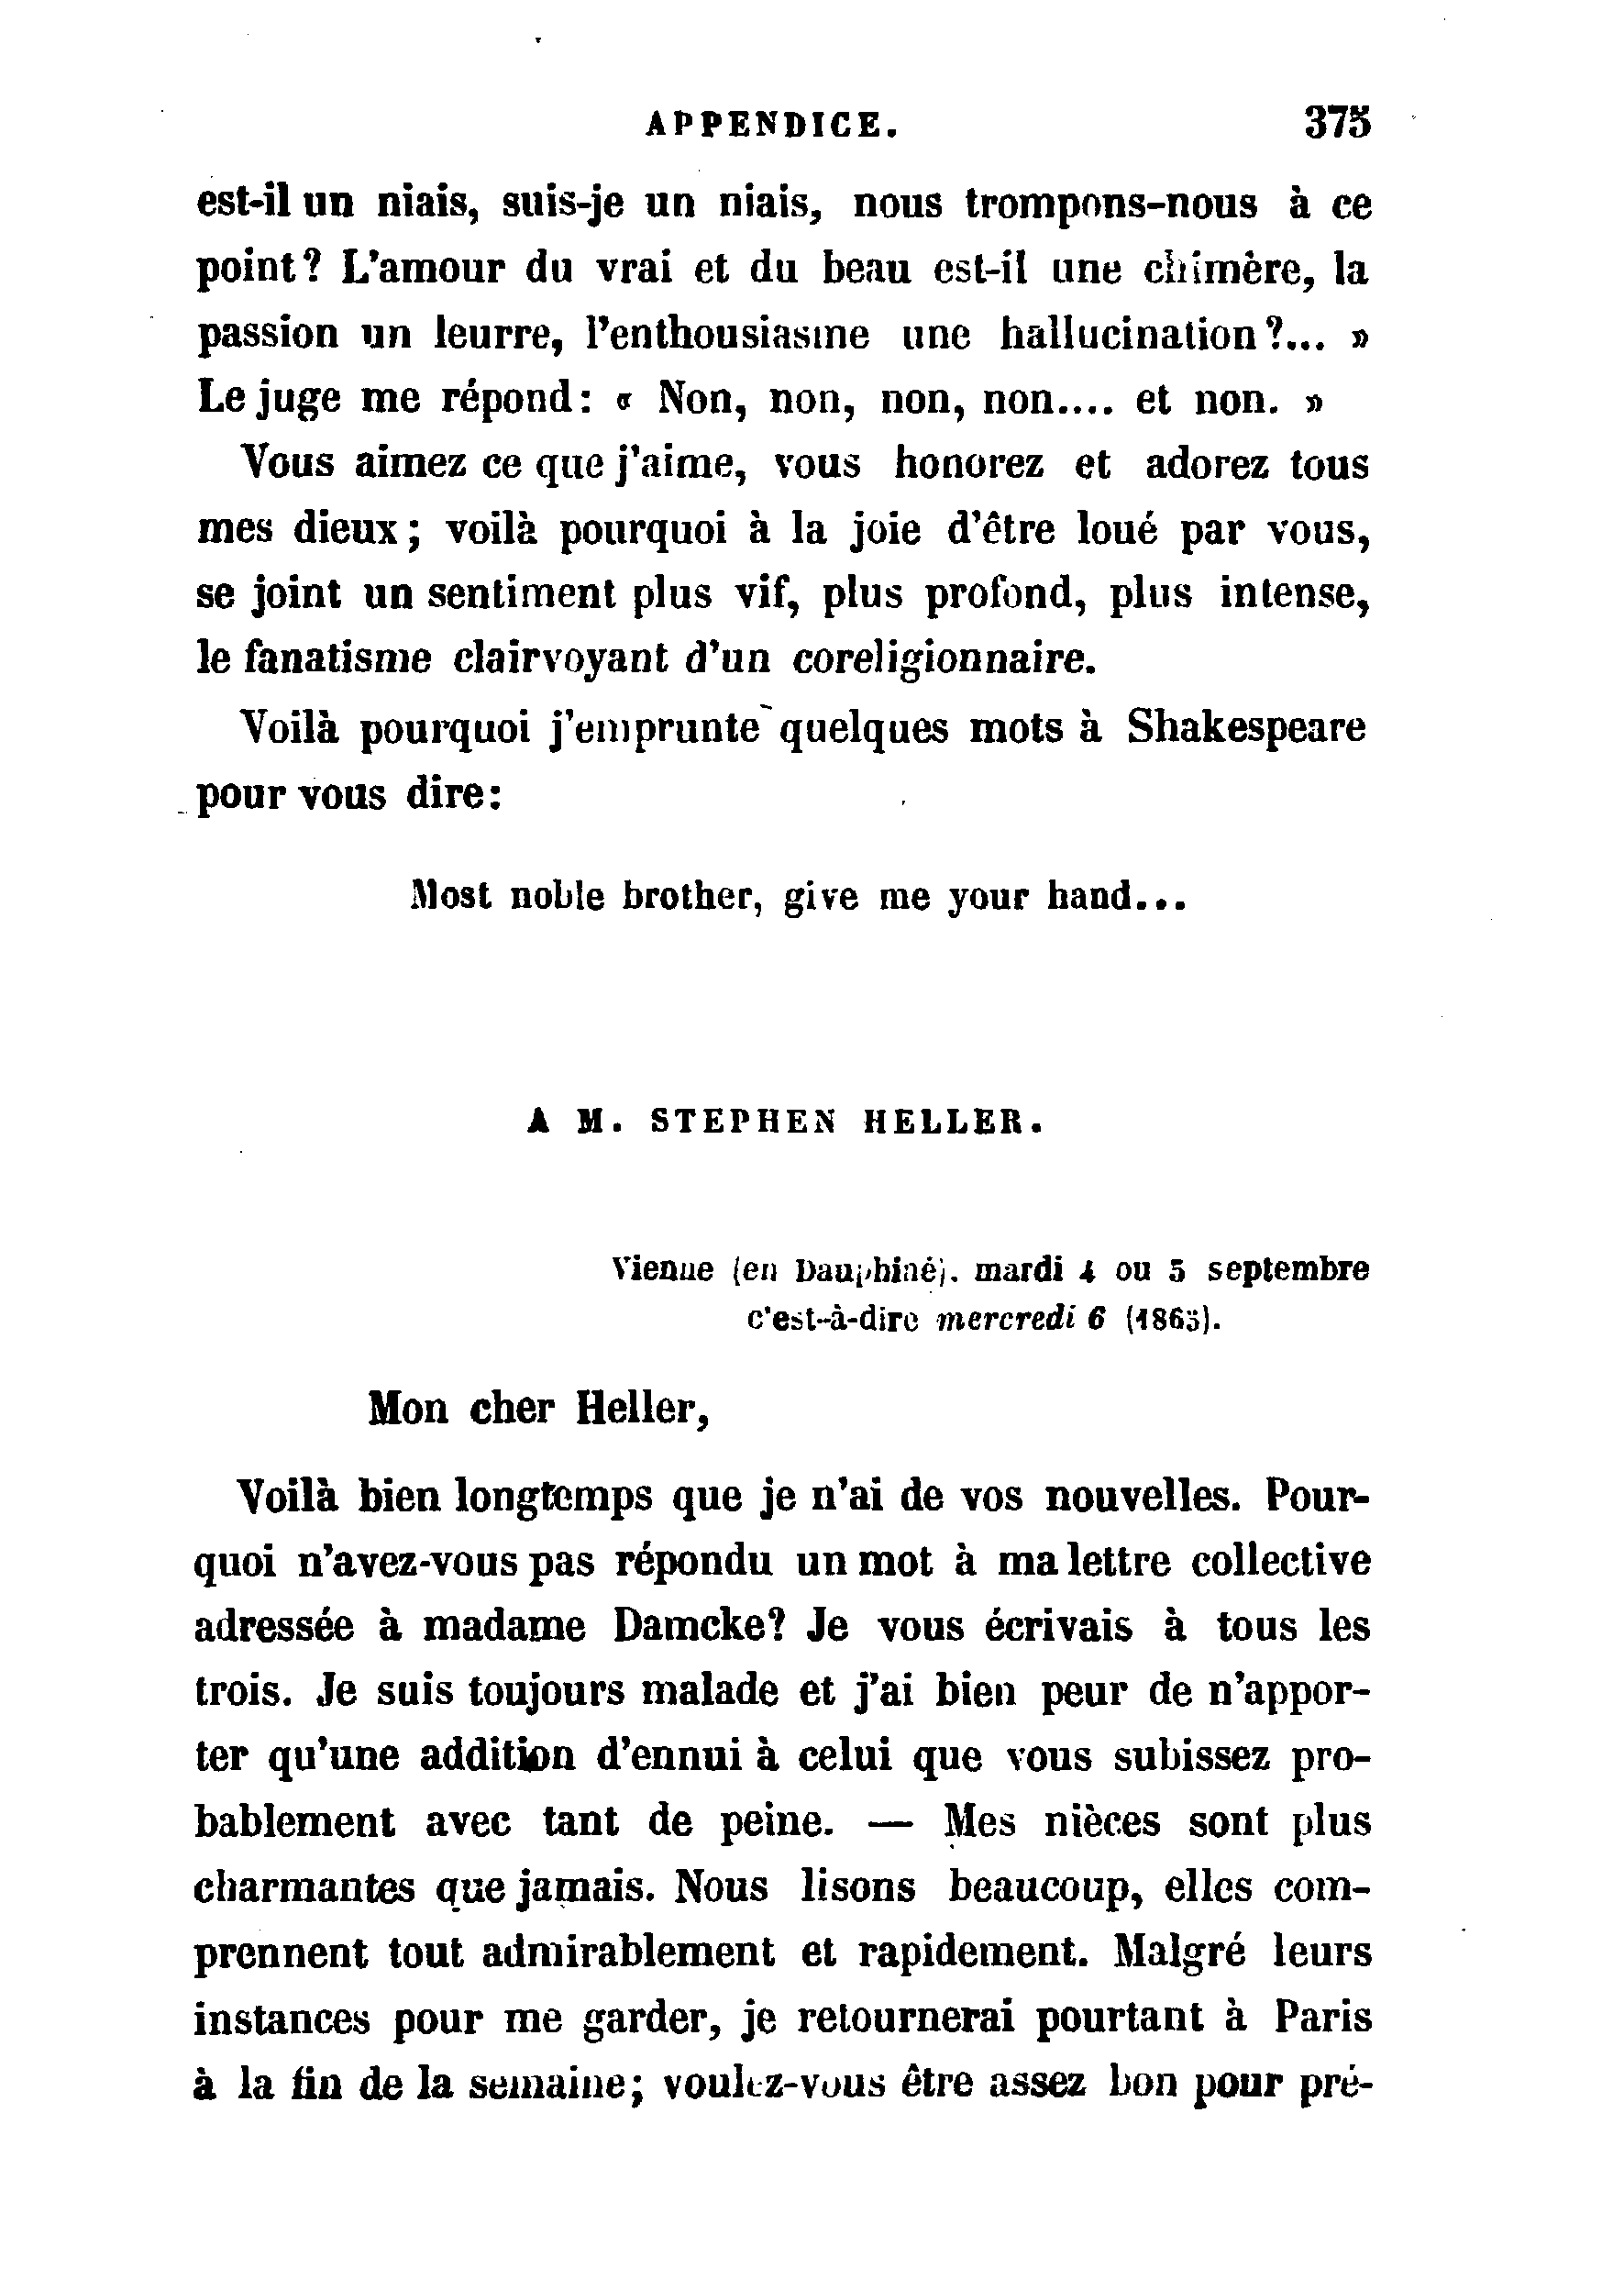 APPENDICE. 375
est-il un niais, suis-je un niais, nous trompons-nous à ce
point? L'amour du vrai et du beau est-il une chimère, la
passion un leurre, l'enthousiasme une hallucination?... »
Le juge me répond: « Non, non, non, non.... et non. »
Vous aimez ce que j'aime, vous honorez et adorez tous
mes dieux; voilà pourquoi à la joie d'être loué par vous,
se joint un sentiment plus vif, plus profond, plus intense,
le fanatisme clairvoyant d'un coreligionnaire.
Voilà pourquoi j'emprunte quelques mots à Shakespeare
pour vous dire:
Most noble brother, give me your hand...
A M. STEPHEN HELLER.
Vienne (en Dauphiné). mardi 4 ou 5 septembre
c'est-à-dire mercredi 6 (1865).
Mon cher Heller,
Voilà bien longtemps que je n'ai de vos nouvelles. Pour-
quoi n'avez-vous pas répondu un mot à ma lettre collective
adressée à madame Damcke? Je vous écrivais à tous les
trois. Je suis toujours malade et j'ai bien peur de n'appor-
ter qu'une addition d'ennui à celui que vous subissez pro-
bablement avec tant de peine. — Mes nièces sont plus
charmantes que jamais. Nous lisons beaucoup, elles com-
prennent tout admirablement et rapidement. Malgré leurs
instances pour me garder, je retournerai pourtant à Paris
à la fin de la semaine; voulez-vous être assez bon pour pré-